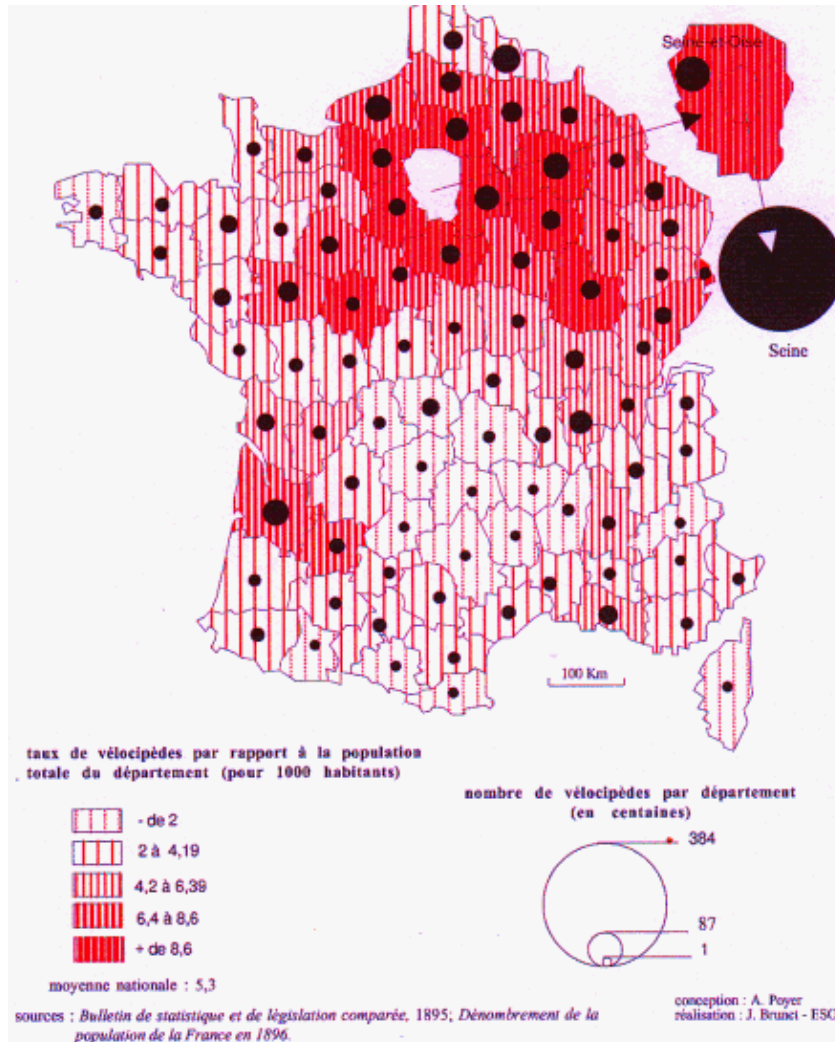 Seine-et-Oise
Seine
100 Km
taux de vélocipèdes par rapport à la population
totale du département (pour 1000 habitants)
- de 2
2 à 4,19
4,2 à 6,39
6,4 à 8,6
+ de 8,6
moyenne nationale : 5,3
nombre de vélocipèdes par département
(en centaines)
384
87
1
sources : Bulletin de statistique et de législation comparée, 1895; Dénombrement de la
population de la France en 1896.
conception : A. Poyer
réalisation : J. Brunet - ESO